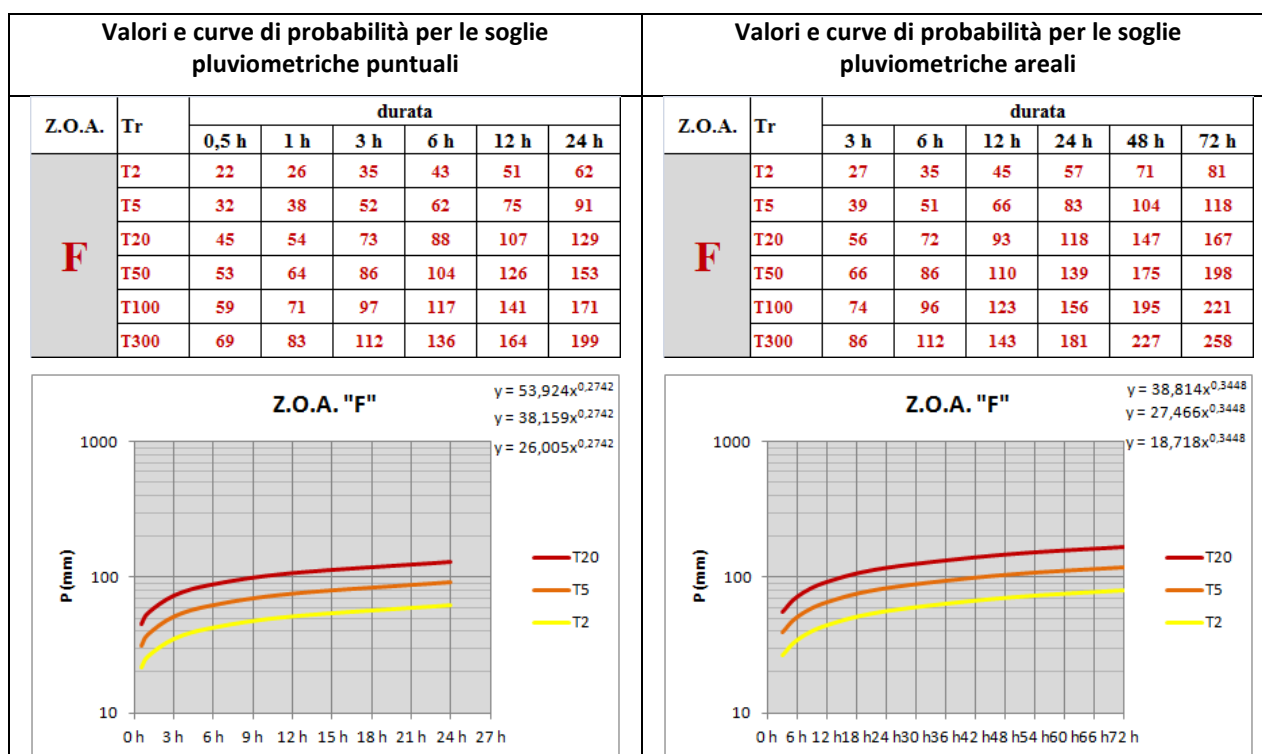 Valori e curve di probabilità per le soglie
pluviometriche puntuali
Z.O.A. Tr durata
0,5 h 1 h 3 h 6 h 12 h 24 h
F
T2 22 26 35 43 51 62
T5 32 38 52 62 75 91
T20 45 54 73 88 107 129
T50 53 64 86 104 126 153
T100 59 71 97 117 141 171
T300 69 83 112 136 164 199
Z.O.A. "F"
y = 53,924x^0,2742
y = 38,159x^0,2742
y = 26,005x^0,2742
P (mm)
1000
100
10
T20
T5
T2
0 h 3 h 6 h 9 h 12 h 15 h 18 h 21 h 24 h 27 h
Valori e curve di probabilità per le soglie
pluviometriche areali
Z.O.A. Tr durata
3 h 6 h 12 h 24 h 48 h 72 h
F
T2 27 35 45 57 71 81
T5 39 51 66 83 104 118
T20 56 72 93 118 147 167
T50 66 86 110 139 175 198
T100 74 96 123 156 195 221
T300 86 112 143 181 227 258
Z.O.A. "F"
y = 38,814x^0,3448
y = 27,466x^0,3448
y = 18,718x^0,3448
P (mm)
1000
100
10
T20
T5
T2
0 h 6 h 12 h 18 h 24 h 30 h 36 h 42 h 48 h 54 h 60 h 66 h 72 h